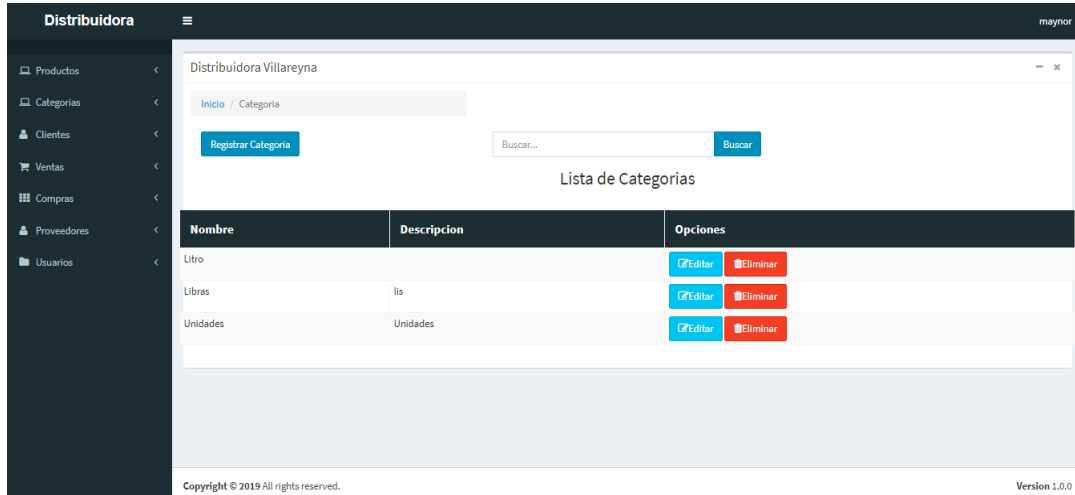 Distribuidora
maynor
Productos
Categorias
Clientes
Ventas
Compras
Proveedores
Usuarios
Distribuidora Villareyna
Inicio / Categoria
Registrar Categoria
Buscar... Buscar
Lista de Categorias
Nombre Descripcion Opciones
Litro Editar Eliminar
Libras lis Editar Eliminar
Unidades Unidades Editar Eliminar
Copyright © 2019 All rights reserved. Version 1.0.0